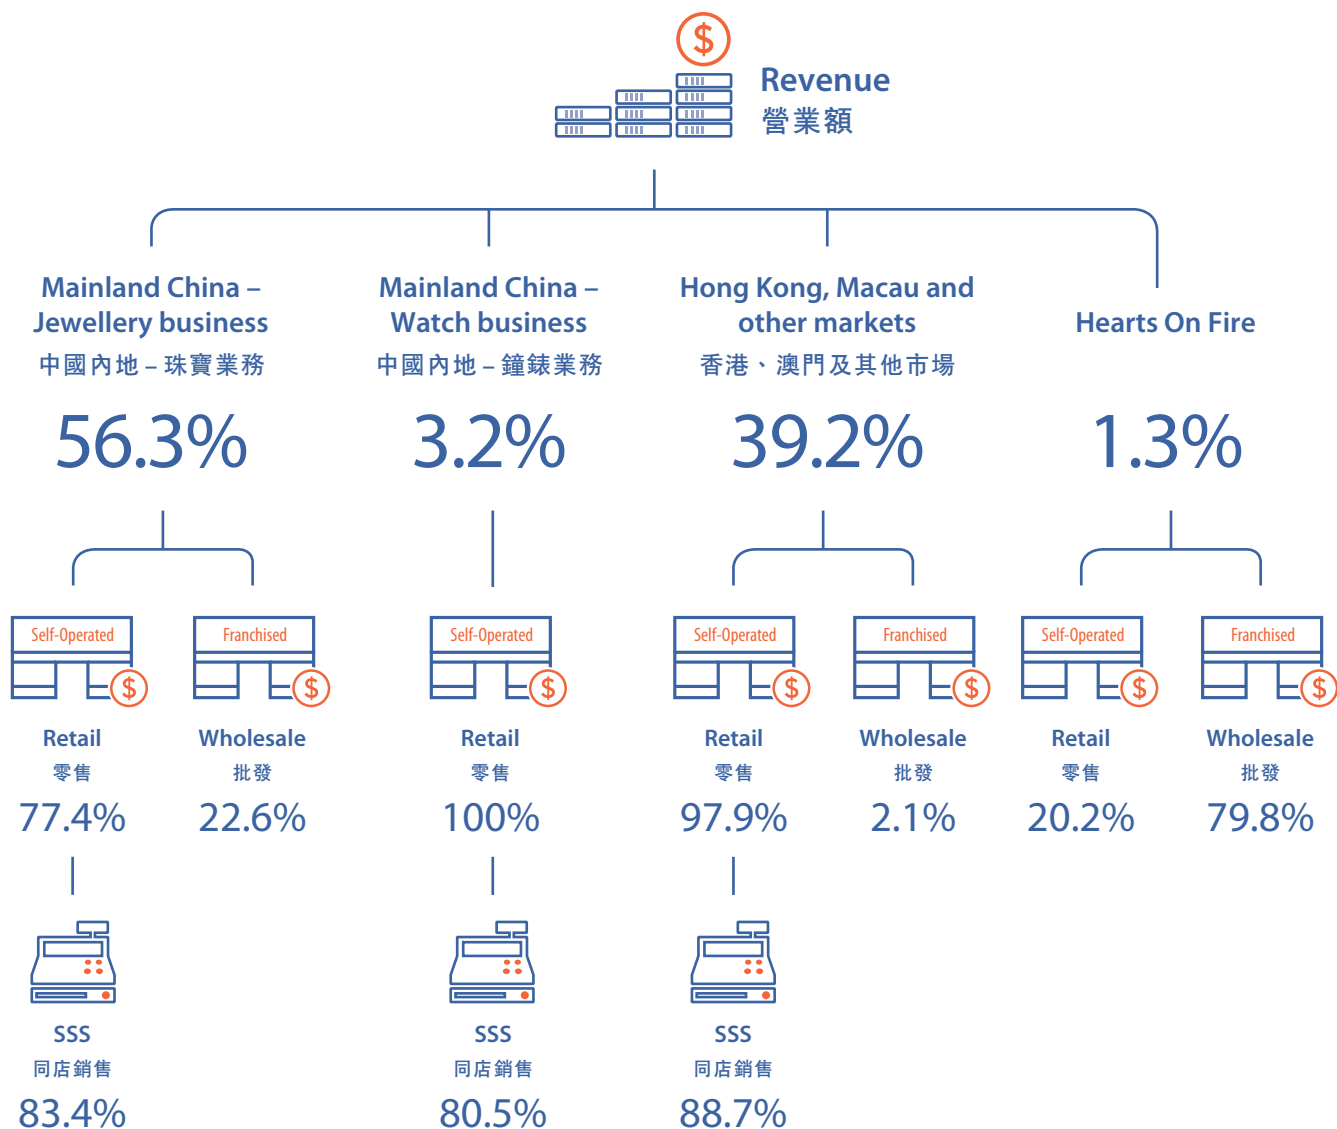 $
Revenue
營業額
Mainland China –
Jewellery business
中國內地 – 珠寶業務
56.3%
Mainland China –
Watch business
中國內地 – 鐘錶業務
3.2%
Hong Kong, Macau and
other markets
香港、澳門及其他市場
39.2%
Hearts On Fire
1.3%
Self-Operated
$
Retail
零售
77.4%
Franchised
$
Wholesale
批發
22.6%
Self-Operated
$
Retail
零售
100%
Self-Operated
$
Retail
零售
97.9%
Franchised
$
Wholesale
批發
2.1%
Self-Operated
$
Retail
零售
20.2%
Franchised
$
Wholesale
批發
79.8%
SSS
同店銷售
83.4%
SSS
同店銷售
80.5%
SSS
同店銷售
88.7%